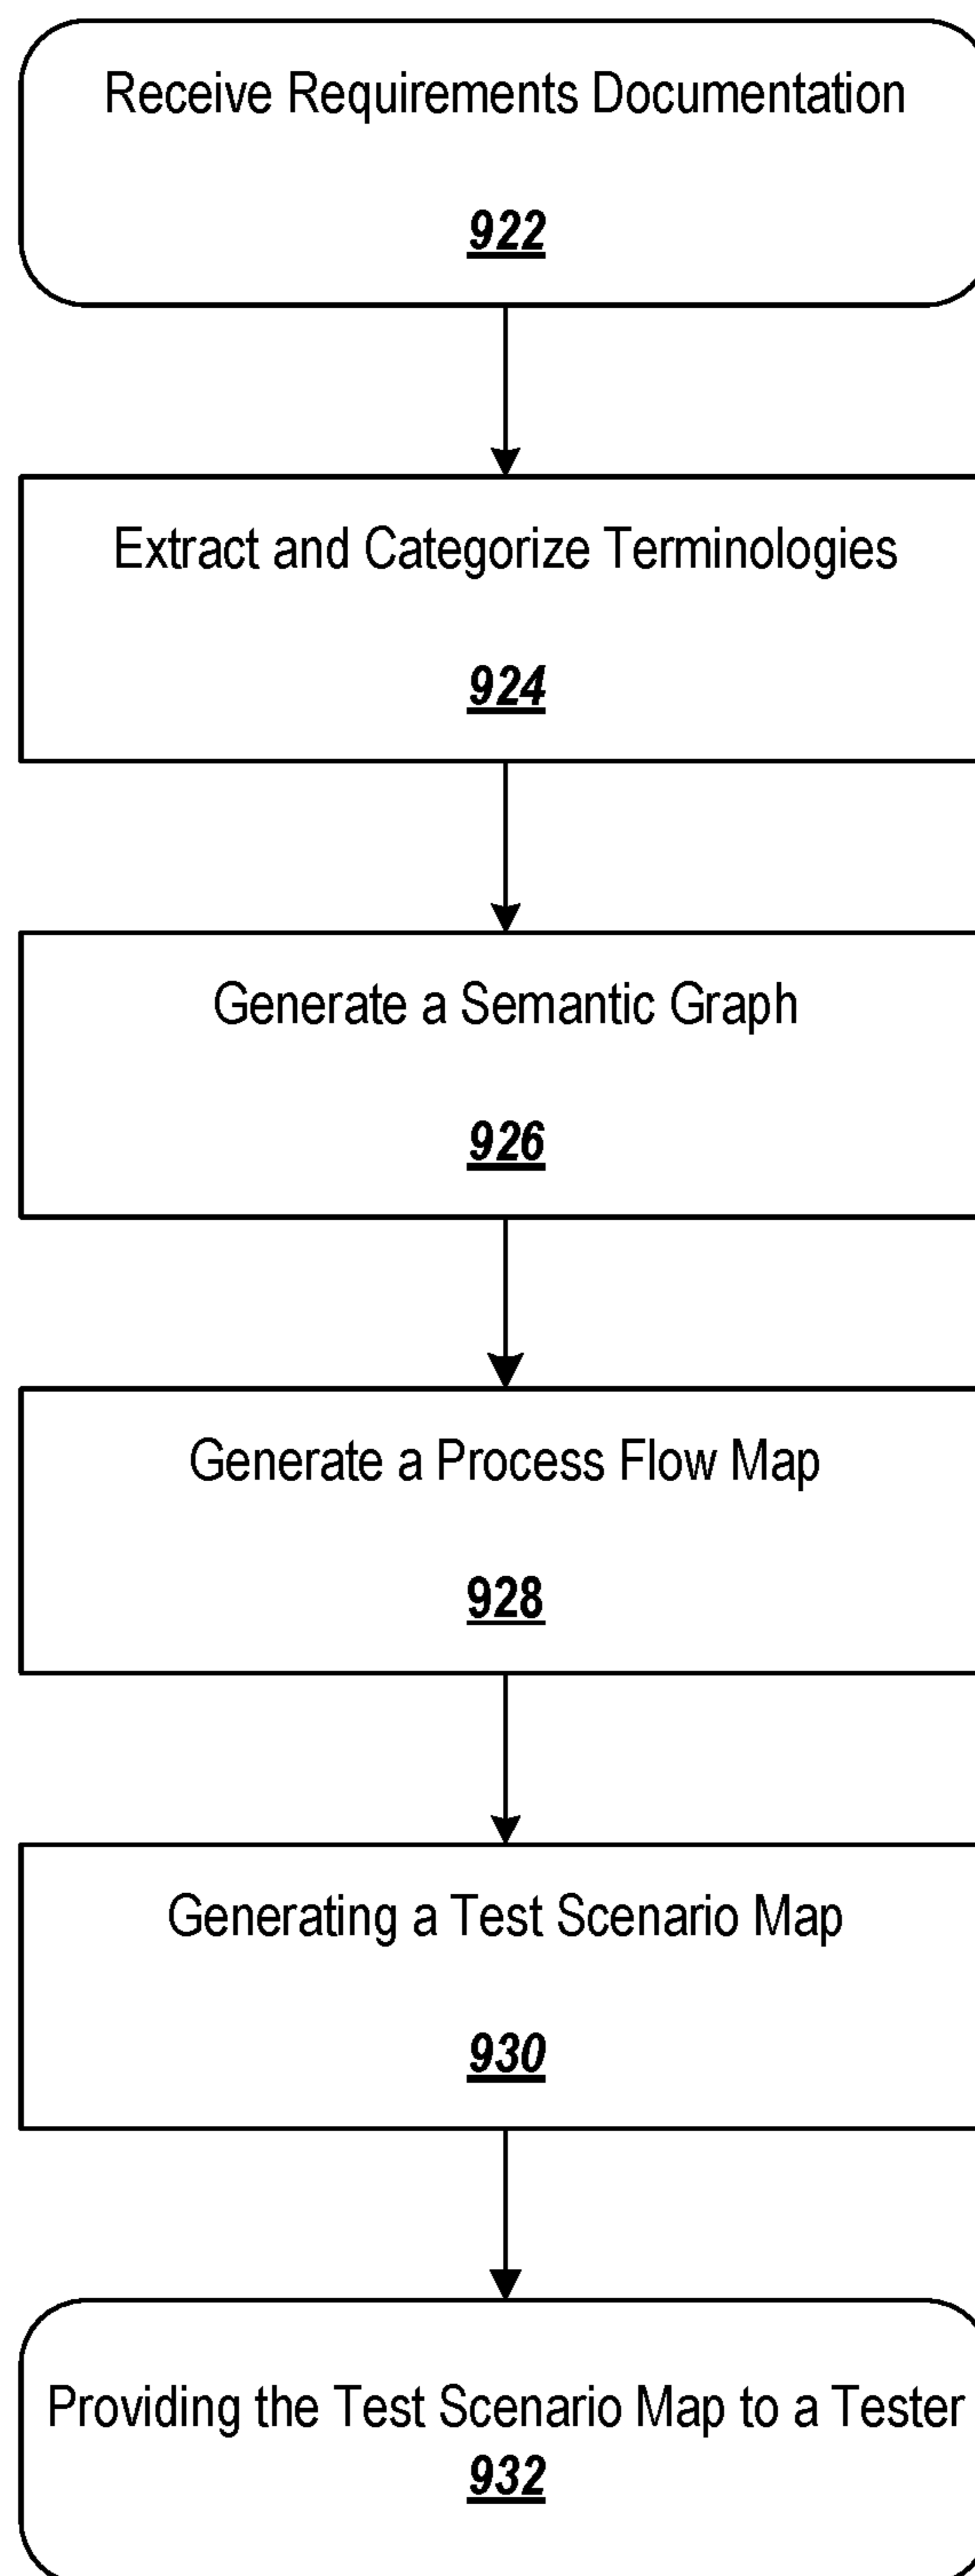 Receive Requirements Documentation
922
Extract and Categorize Terminologies
924
Generate a Semantic Graph
926
Generate a Process Flow Map
928
Generating a Test Scenario Map
930
Providing the Test Scenario Map to a Tester
932